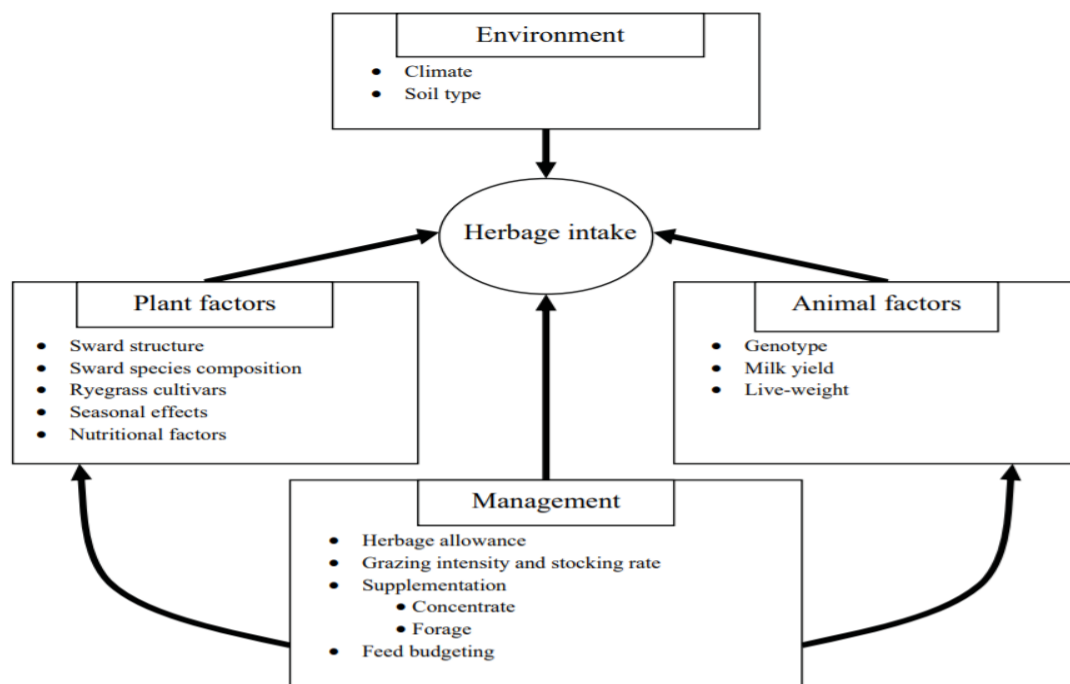 Environment
• Climate
• Soil type
Herbage intake
Plant factors
• Sward structure
• Sward species composition
• Ryegrass cultivars
• Seasonal effects
• Nutritional factors
Animal factors
• Genotype
• Milk yield
• Live-weight
Management
• Herbage allowance
• Grazing intensity and stocking rate
• Supplementation
• Concentrate
• Forage
• Feed budgeting